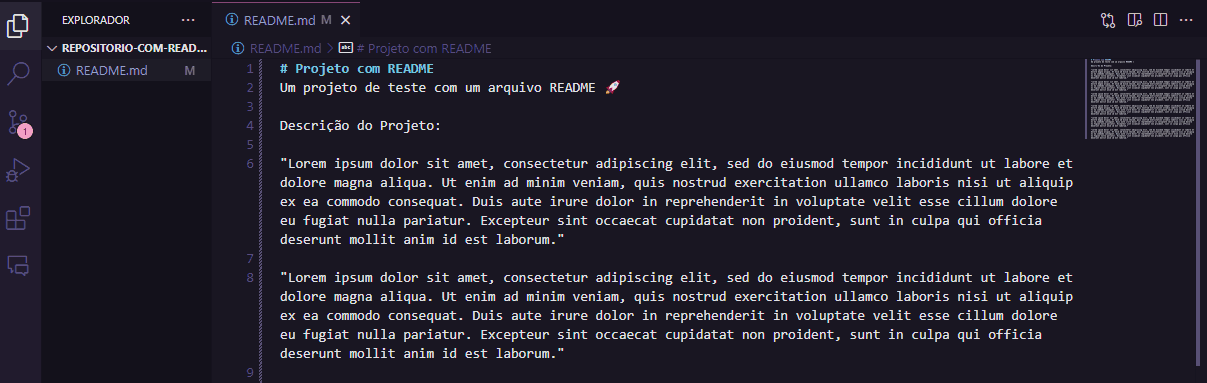 EXPLORADOR ···
README.md M ×
REPOSITORIO-COM-READ...
README.md > abc # Projeto com README
README.md M
1 # Projeto com README
2 Um projeto de teste com um arquivo README 🚀
3
4 Descrição do Projeto:
5
6 "Lorem ipsum dolor sit amet, consectetur adipiscing elit, sed do eiusmod tempor incididunt ut labore et
dolore magna aliqua. Ut enim ad minim veniam, quis nostrud exercitation ullamco laboris nisi ut aliquip
ex ea commodo consequat. Duis aute irure dolor in reprehenderit in voluptate velit esse cillum dolore
eu fugiat nulla pariatur. Excepteur sint occaecat cupidatat non proident, sunt in culpa qui officia
deserunt mollit anim id est laborum."
7
8 "Lorem ipsum dolor sit amet, consectetur adipiscing elit, sed do eiusmod tempor incididunt ut labore et
dolore magna aliqua. Ut enim ad minim veniam, quis nostrud exercitation ullamco laboris nisi ut aliquip
ex ea commodo consequat. Duis aute irure dolor in reprehenderit in voluptate velit esse cillum dolore
eu fugiat nulla pariatur. Excepteur sint occaecat cupidatat non proident, sunt in culpa qui officia
deserunt mollit anim id est laborum."
9
1